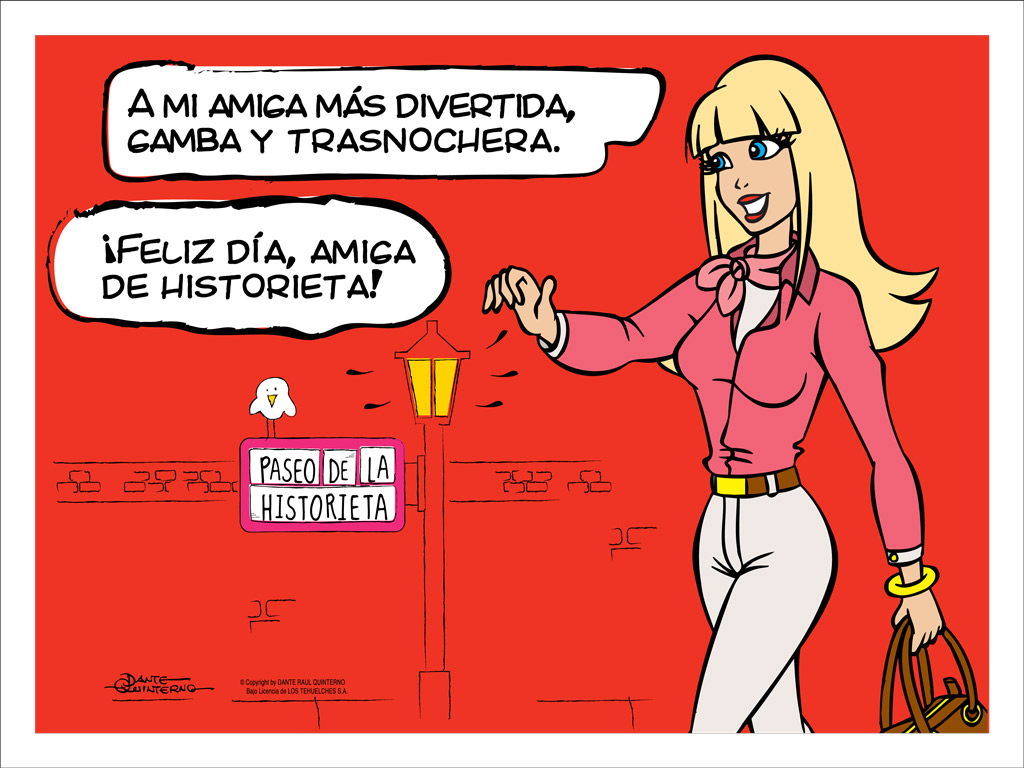 A MI AMIGA MÁS DIVERTIDA,
GAMBA Y TRASNOCHERA.
¡FELIZ DÍA, AMIGA
DE HISTORIETA!
PASEO DE LA
HISTORIETA
DANTE
QUINTERNO
© Copyright by DANTE RAUL QUINTERNO
Bajo Licencia de LOS TEHUELCHES S.A.